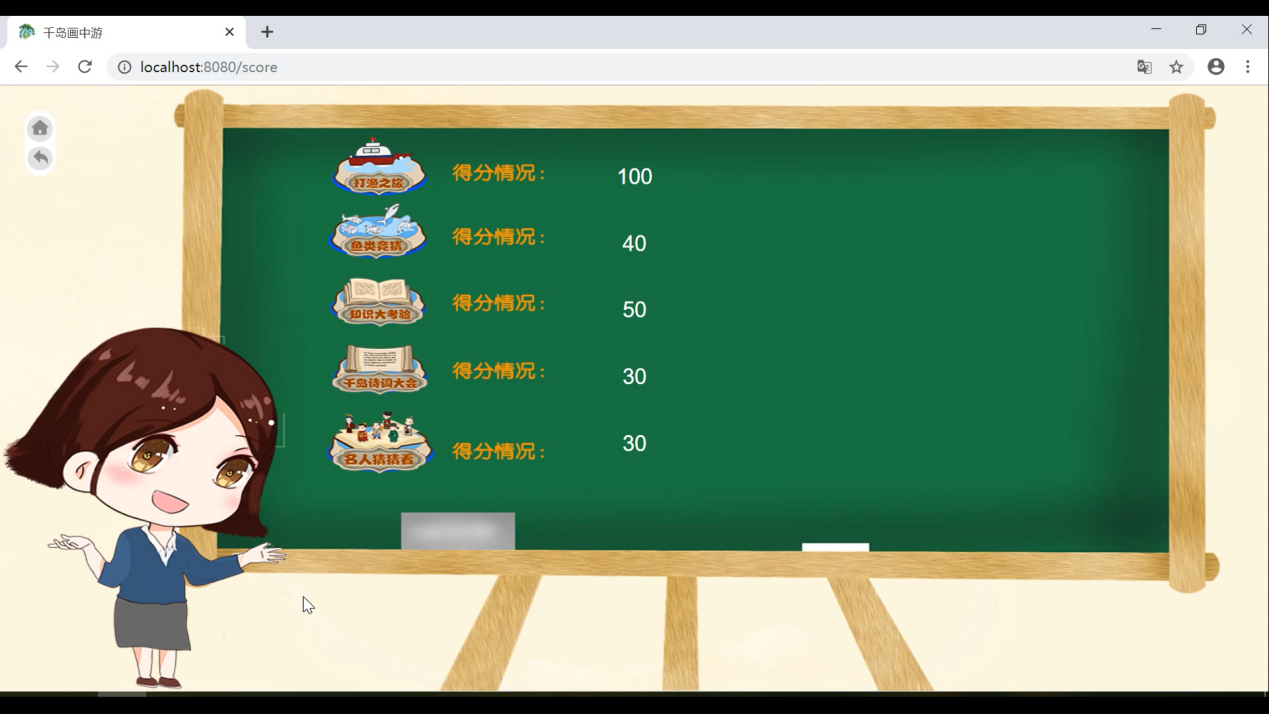 千岛画中游
localhost:8080/score
打渔之旅
得分情况：
100
鱼类竞猜
得分情况：
40
知识大考验
得分情况：
50
千岛诗词大会
得分情况：
30
名人猜猜看
得分情况：
30